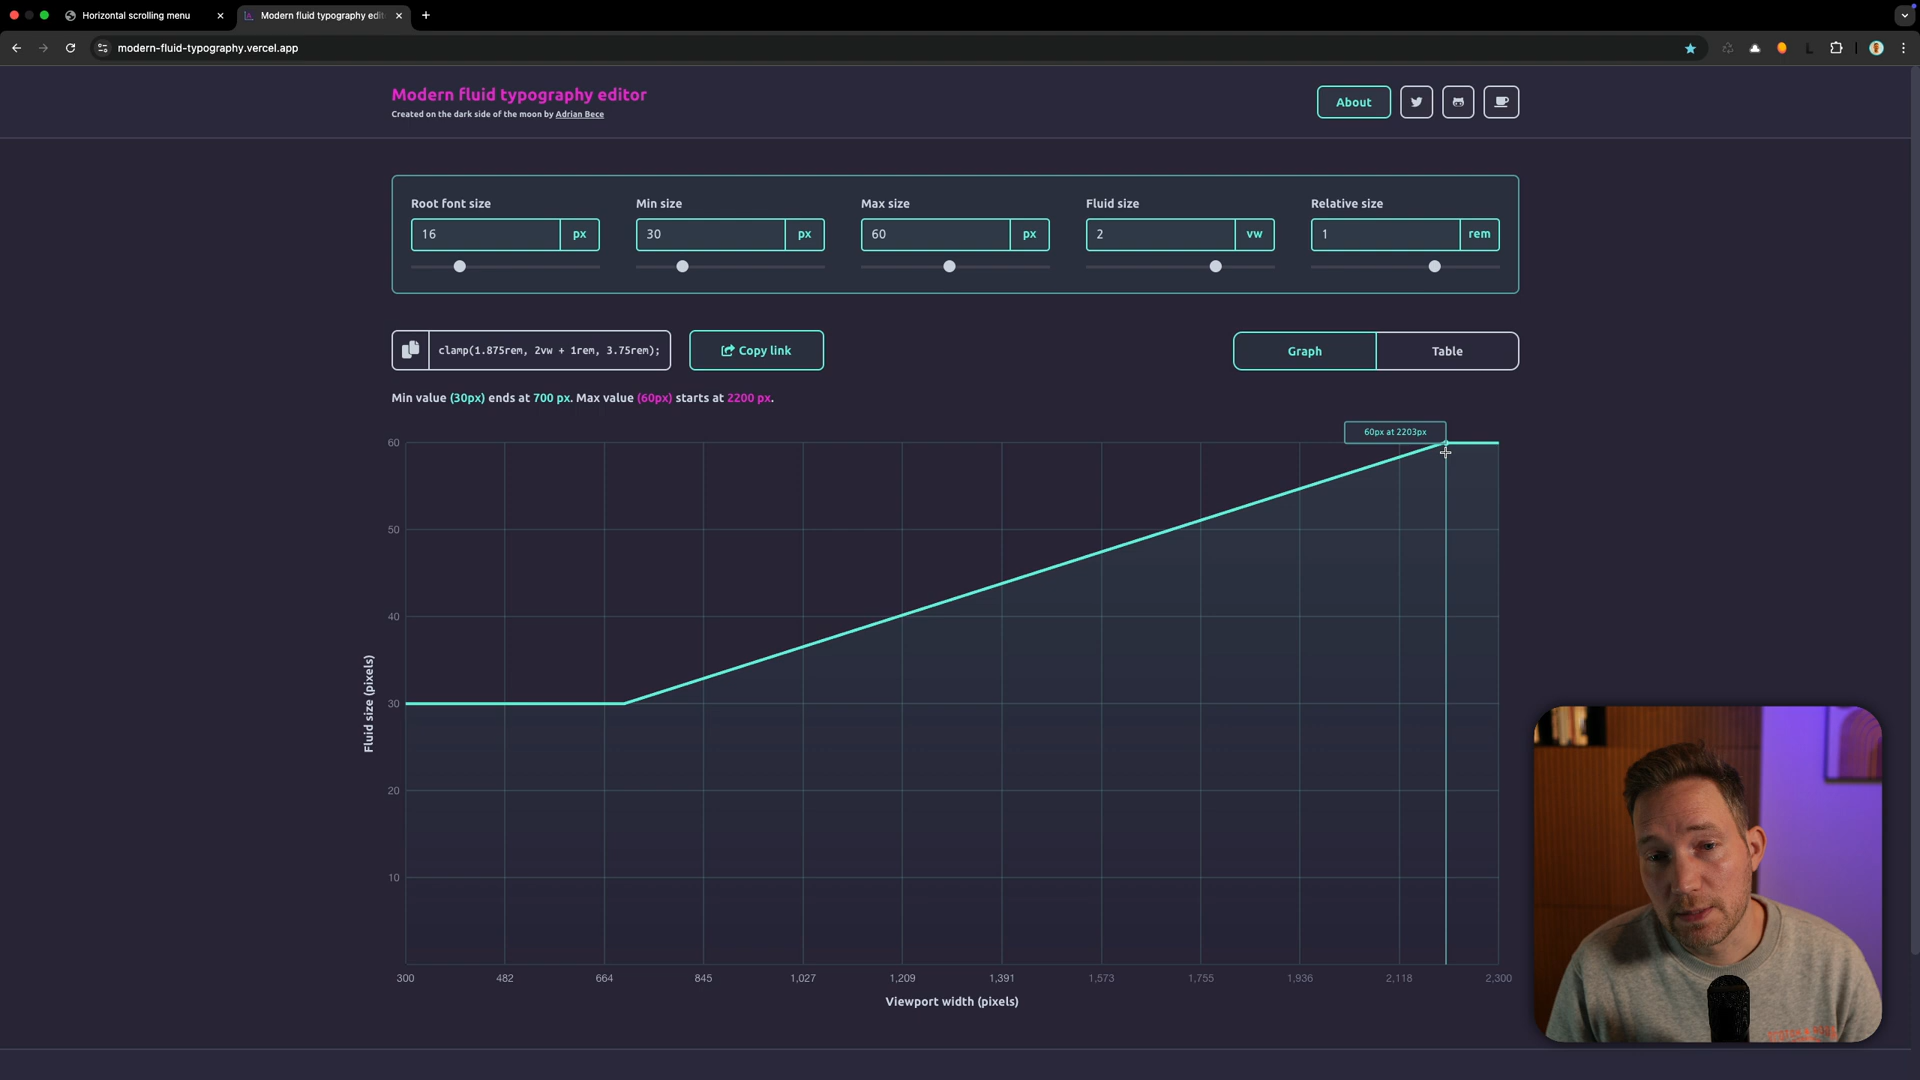 Horizontal scrolling menu
Modern fluid typography edit
modern-fluid-typography.vercel.app
Modern fluid typography editor
Created on the dark side of the moon by Adrian Bece
About
Root font size
16 px
Min size
30 px
Max size
60 px
Fluid size
2 vw
Relative size
1 rem
clamp(1.875rem, 2vw + 1rem, 3.75rem);
Copy link
Graph
Table
Min value (30px) ends at 700 px. Max value (60px) starts at 2200 px.
60px at 2203px
60
50
40
30
20
10
Fluid size (pixels)
300 482 664 845 1,027 1,209 1,391 1,573 1,755 1,936 2,118 2,300
Viewport width (pixels)